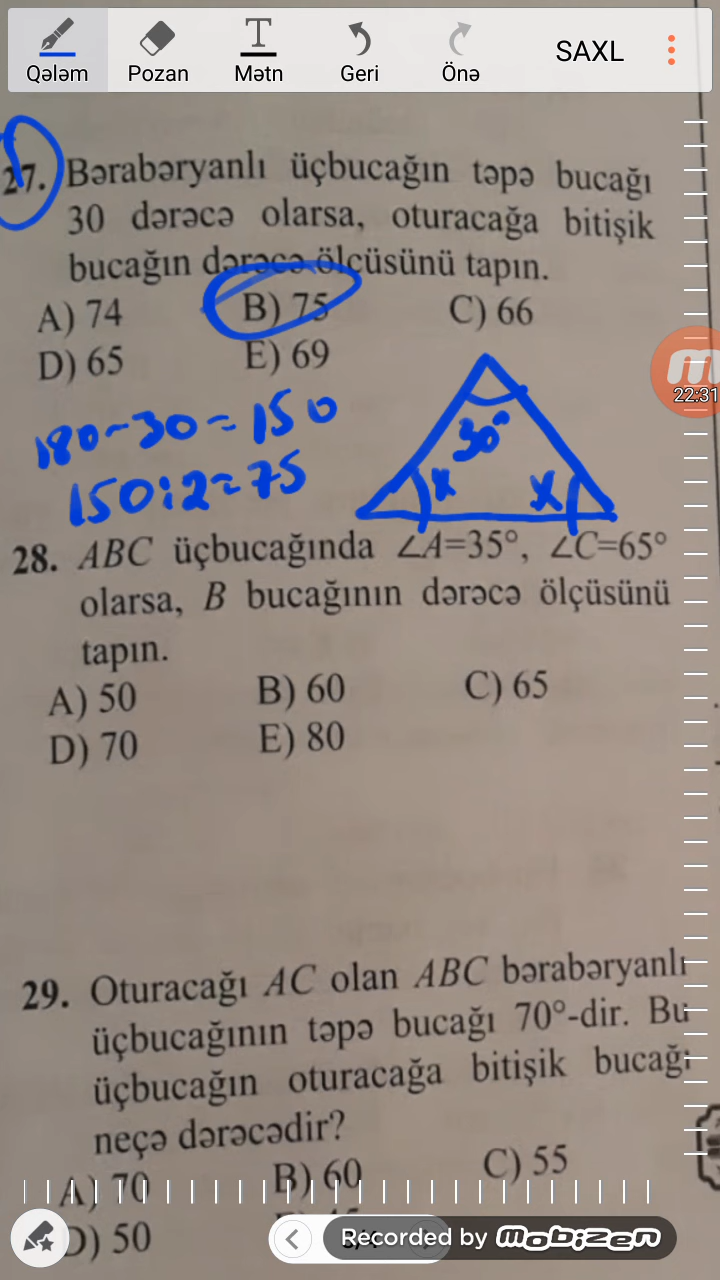 Qələm Pozan Mətn Geri Önə SAXL
27. Bərabəryanlı üçbucağın təpə bucağı
30 dərəcə olarsa, oturacağa bitişik
bucağın dərəcə ölçüsünü tapın.
A) 74 B) 75 C) 66
D) 65 E) 69
22:31
180-30=150
150:2=75
30°
x x
28. ABC üçbucağında ∠A=35°, ∠C=65°
olarsa, B bucağının dərəcə ölçüsünü
tapın.
A) 50 B) 60 C) 65
D) 70 E) 80
29. Oturacağı AC olan ABC bərabəryanlı
üçbucağının təpə bucağı 70°-dir. Bu
üçbucağın oturacağa bitişik bucağı
neçə dərəcədir?
A) 70 B) 60 C) 55
D) 50
Recorded by mobizen